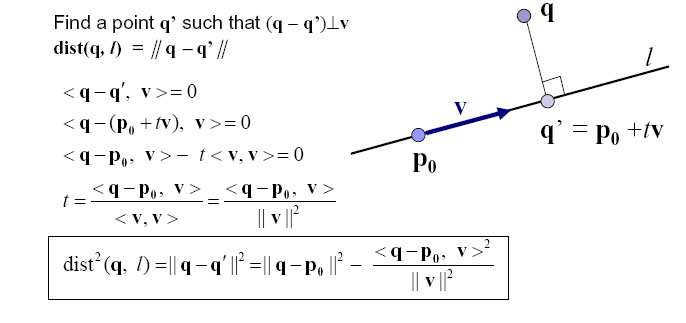 Find a point q’ such that (q – q’)⊥v
dist(q, l) = || q – q’ ||
< q – q′, v > = 0
< q – (p₀ + tv), v > = 0
< q – p₀, v > – t < v, v > = 0
t = < q – p₀, v > / < v, v > = < q – p₀, v > / || v ||²
dist²(q, l) = || q – q′ ||² = || q – p₀ ||² – < q – p₀, v >² / || v ||²
q
l
v
q’ = p₀ + tv
p₀